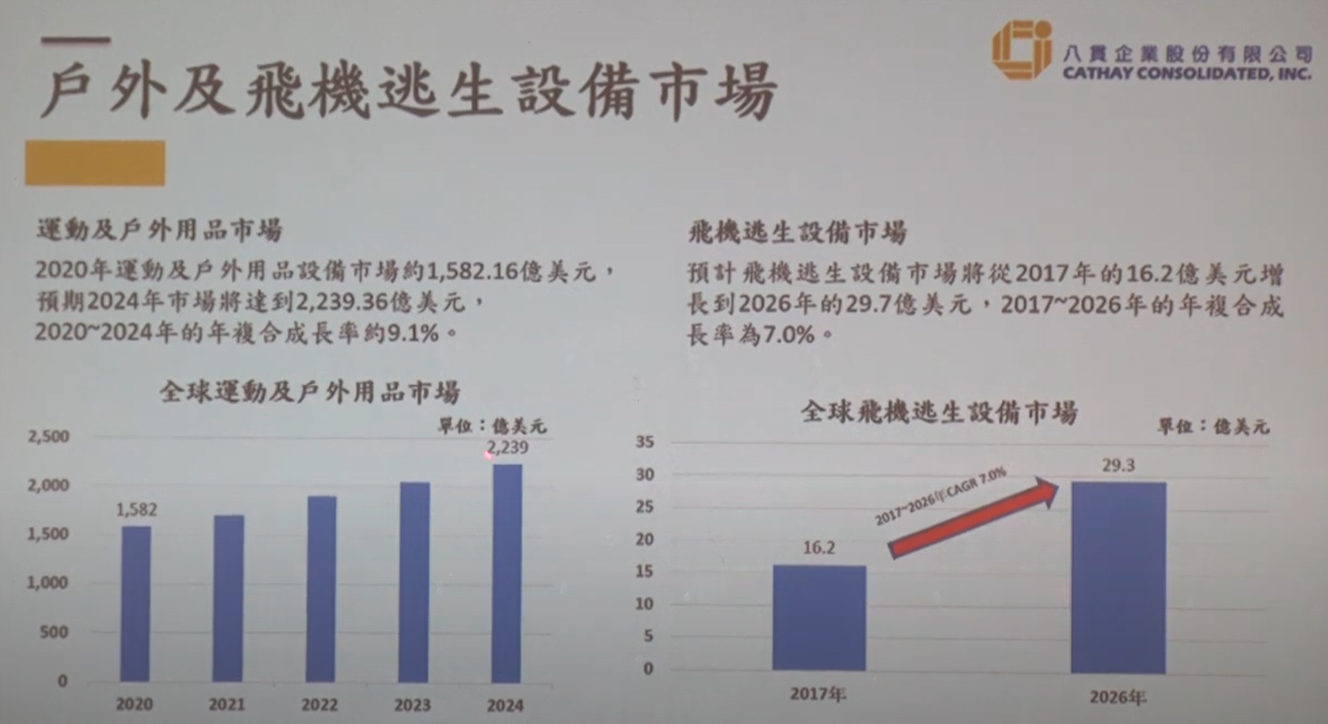 戶外及飛機逃生設備市場
八貫企業股份有限公司
CATHAY CONSOLIDATED, INC.
運動及戶外用品市場
2020年運動及戶外用品設備市場約1,582.16億美元，
預期2024年市場將達到2,239.36億美元，
2020~2024年的年複合成長率約9.1%。
飛機逃生設備市場
預計飛機逃生設備市場將從2017年的16.2億美元增
長到2026年的29.7億美元，2017~2026年的年複合成
長率為7.0%。
全球運動及戶外用品市場
單位：億美元
2,500
2,000
1,500
1,000
500
0
1,582
2,239
2020
2021
2022
2023
2024
全球飛機逃生設備市場
單位：億美元
35
30
25
20
15
10
5
0
16.2
2017~2026年CAGR 7.0%
29.3
2017年
2026年